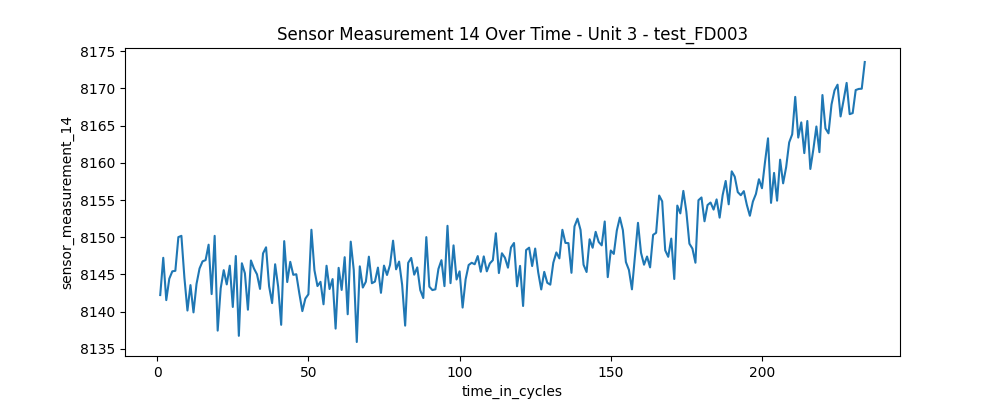 Sensor Measurement 14 Over Time - Unit 3 - test_FD003
sensor_measurement_14
8175
8170
8165
8160
8155
8150
8145
8140
8135
0 50 100 150 200
time_in_cycles